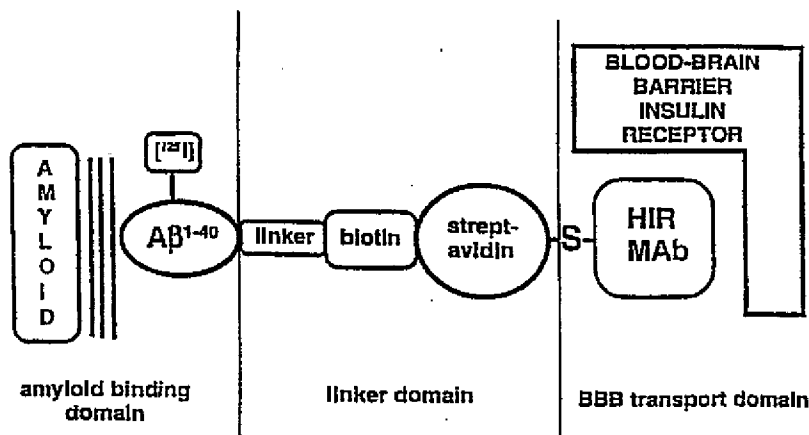 BLOOD-BRAIN
BARRIER
INSULIN
RECEPTOR
[¹²⁵I]
A
M
Y
L
O
I
D
Aβ¹⁻⁴⁰
linker
biotin
strept-
avidin
S
HIR
MAb
amyloid binding
domain
linker domain
BBB transport domain